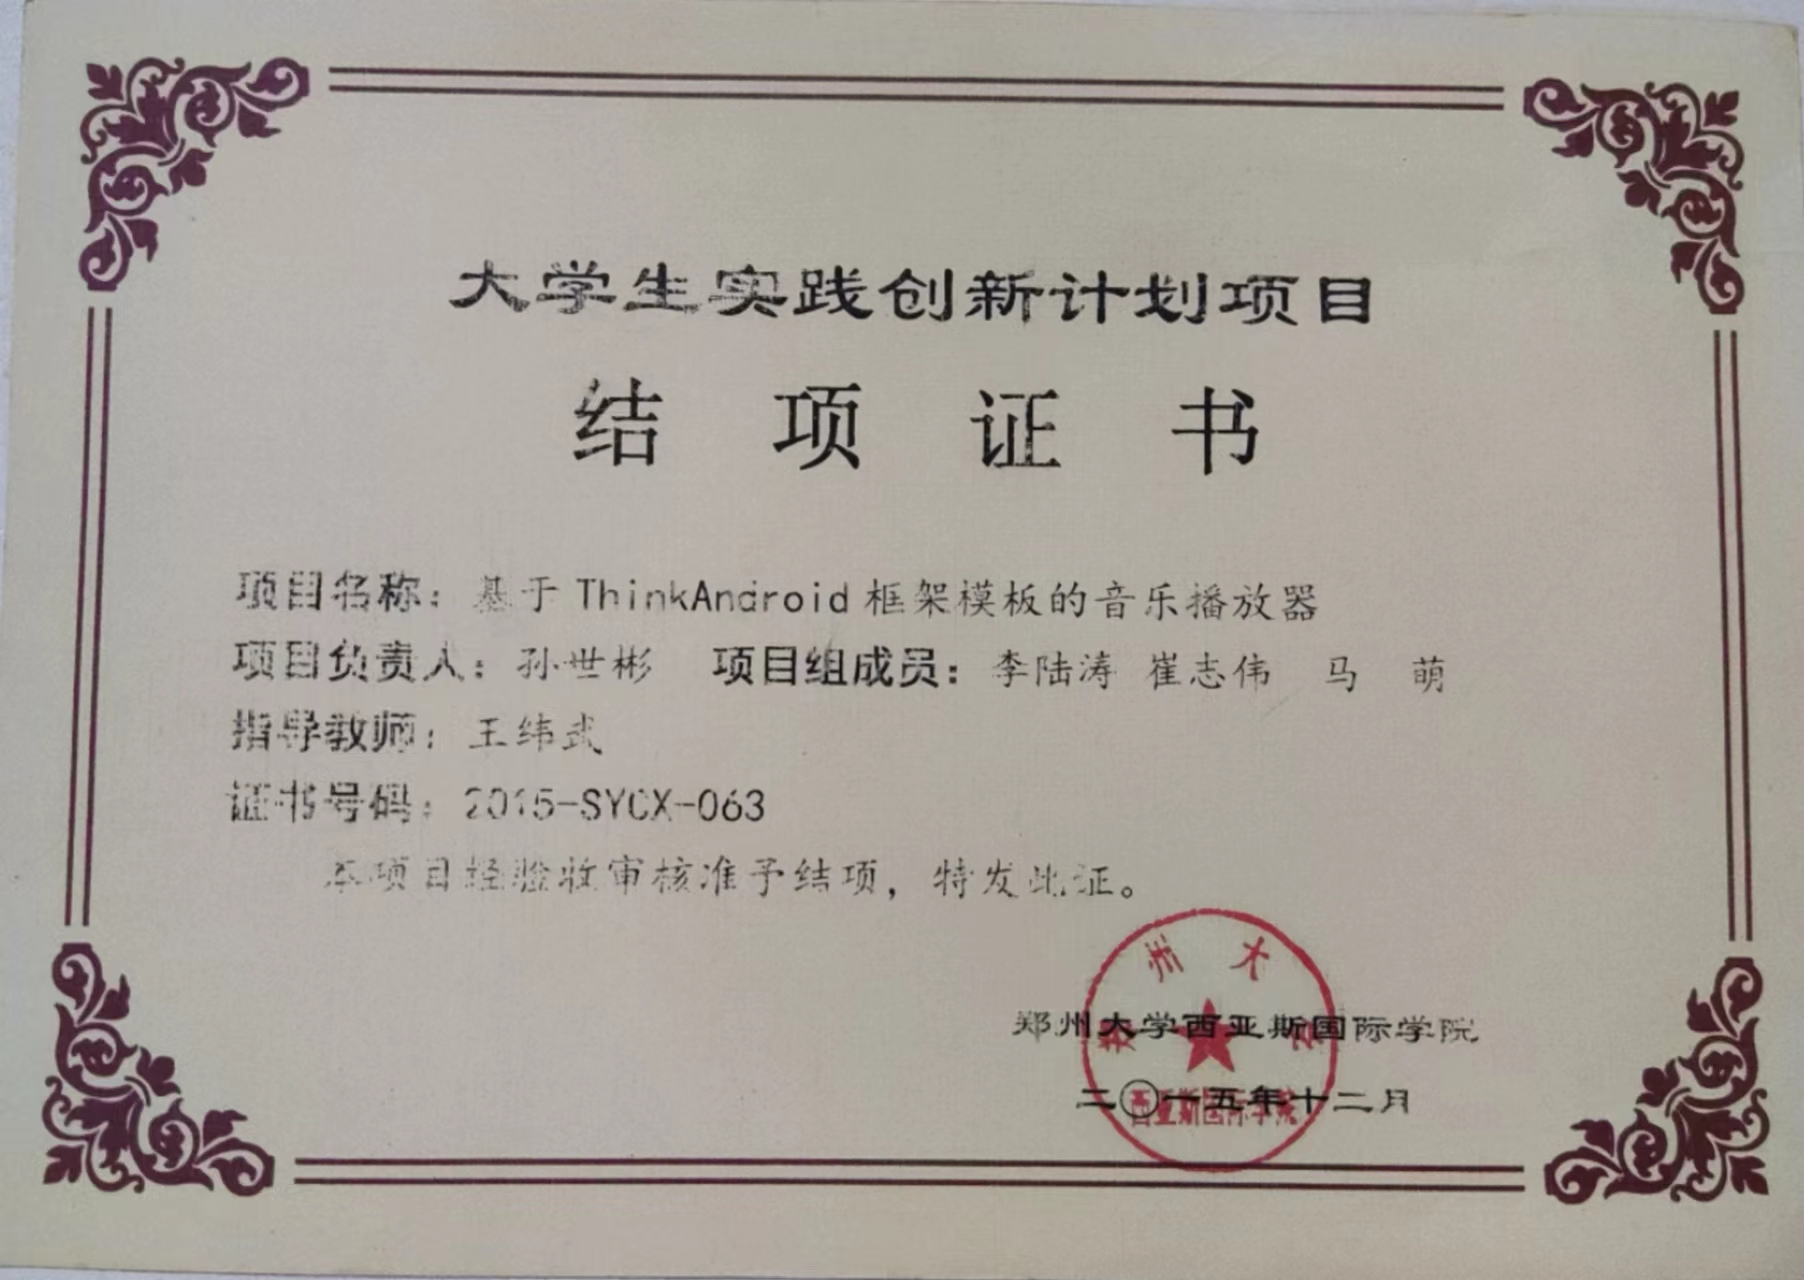 大学生实践创新计划项目
结项证书
项目名称：基于ThinkAndroid框架模板的音乐播放器
项目负责人：孙世彬 项目组成员：李陆涛 崔志伟 马 萌
指导教师：王纬武
证书号码：2015-SYCX-063
本项目经验收审核准予结项，特发此证。
郑州大学西亚斯国际学院
二〇一五年十二月
郑州大学
西亚斯国际学院